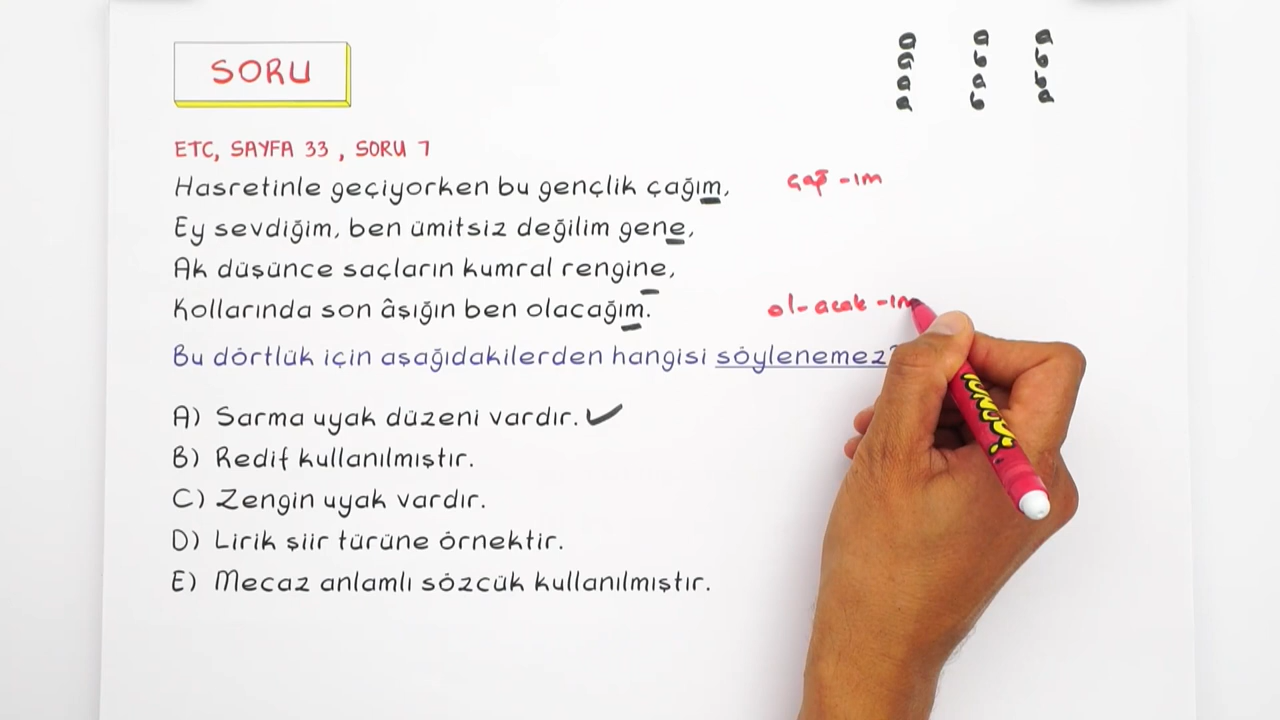 SORU
a a a
a b b
a a b
a b a
ETC, SAYFA 33 , SORU 7
Hasretinle geçiyorken bu gençlik çağım, çağ -ım
Ey sevdiğim, ben ümitsiz değilim gene,
Ak düşünce saçların kumral rengine,
Kollarında son âşığın ben olacağım. ol- acak -ım
Bu dörtlük için aşağıdakilerden hangisi söylenemez?
A) Sarma uyak düzeni vardır.
B) Redif kullanılmıştır.
C) Zengin uyak vardır.
D) Lirik şiir türüne örnektir.
E) Mecaz anlamlı sözcük kullanılmıştır.